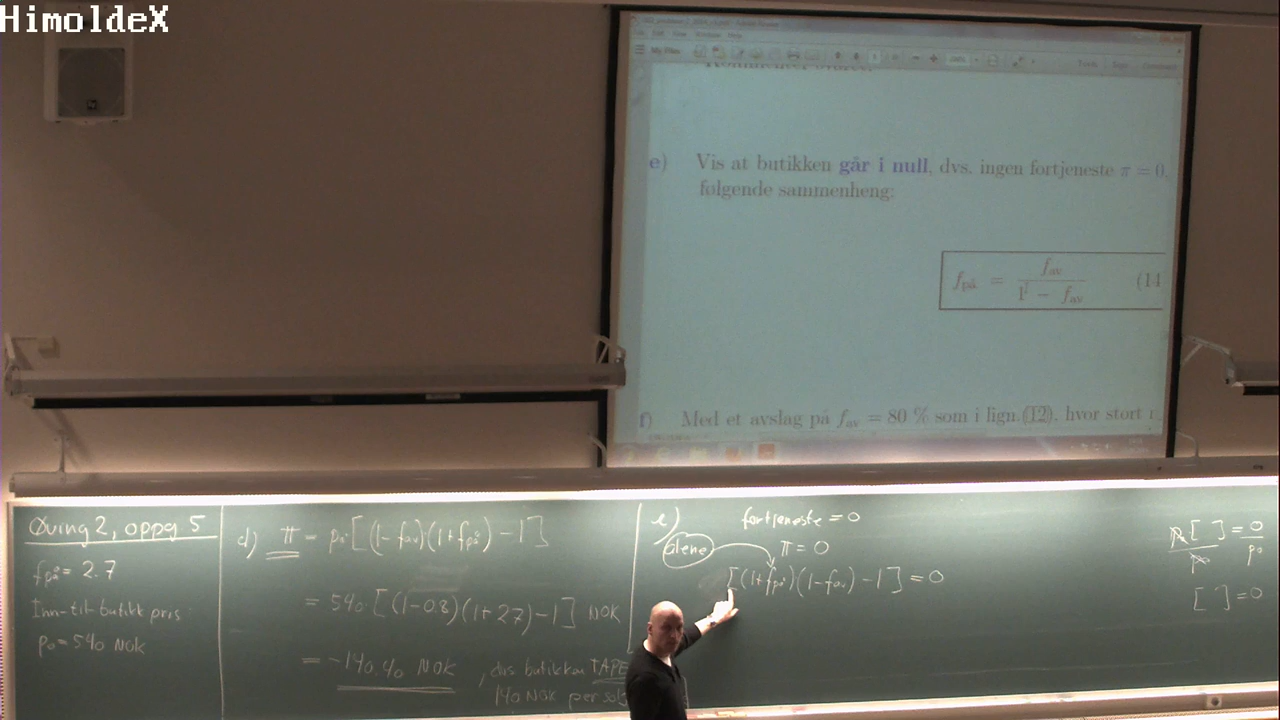 HimoldeX
e) Vis at butikken går i null, dvs. ingen fortjeneste π = 0,
følgende sammenheng:
f_på = f_av / (1 − f_av) (14
f) Med et avslag på f_av = 80 % som i lign.(12), hvor stort
Øving 2, oppg 5
f_på = 2.7
Inn-til-butikk pris:
p₀ = 540 NOK
d) π = p₀·[(1−f_av)(1+f_på) −1]
= 540·[(1−0.8)(1+2.7)−1] NOK
= −140.40 NOK, dvs butikken TAPE
140 NOK per solg
e) fortjeneste = 0
alene π = 0
[(1+f_på)(1−f_av) −1] = 0
p₀[ ]/p₀ = 0/p₀
[ ] = 0